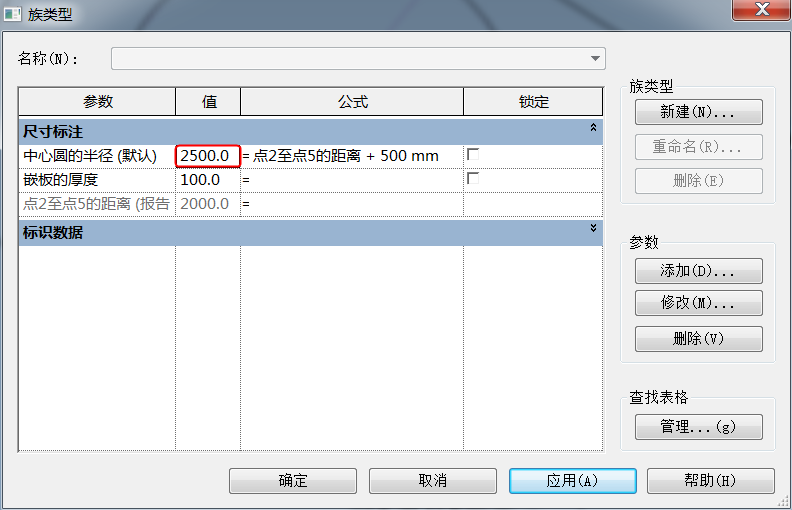 族类型
名称(N):
参数 值 公式 锁定
尺寸标注
中心圆的半径 (默认) 2500.0 = 点2至点5的距离 + 500 mm
嵌板的厚度 100.0 =
点2至点5的距离 (报告 2000.0 =
标识数据
族类型
新建(N)...
重命名(R)...
删除(E)
参数
添加(D)...
修改(M)...
删除(V)
查找表格
管理...(g)
确定 取消 应用(A) 帮助(H)